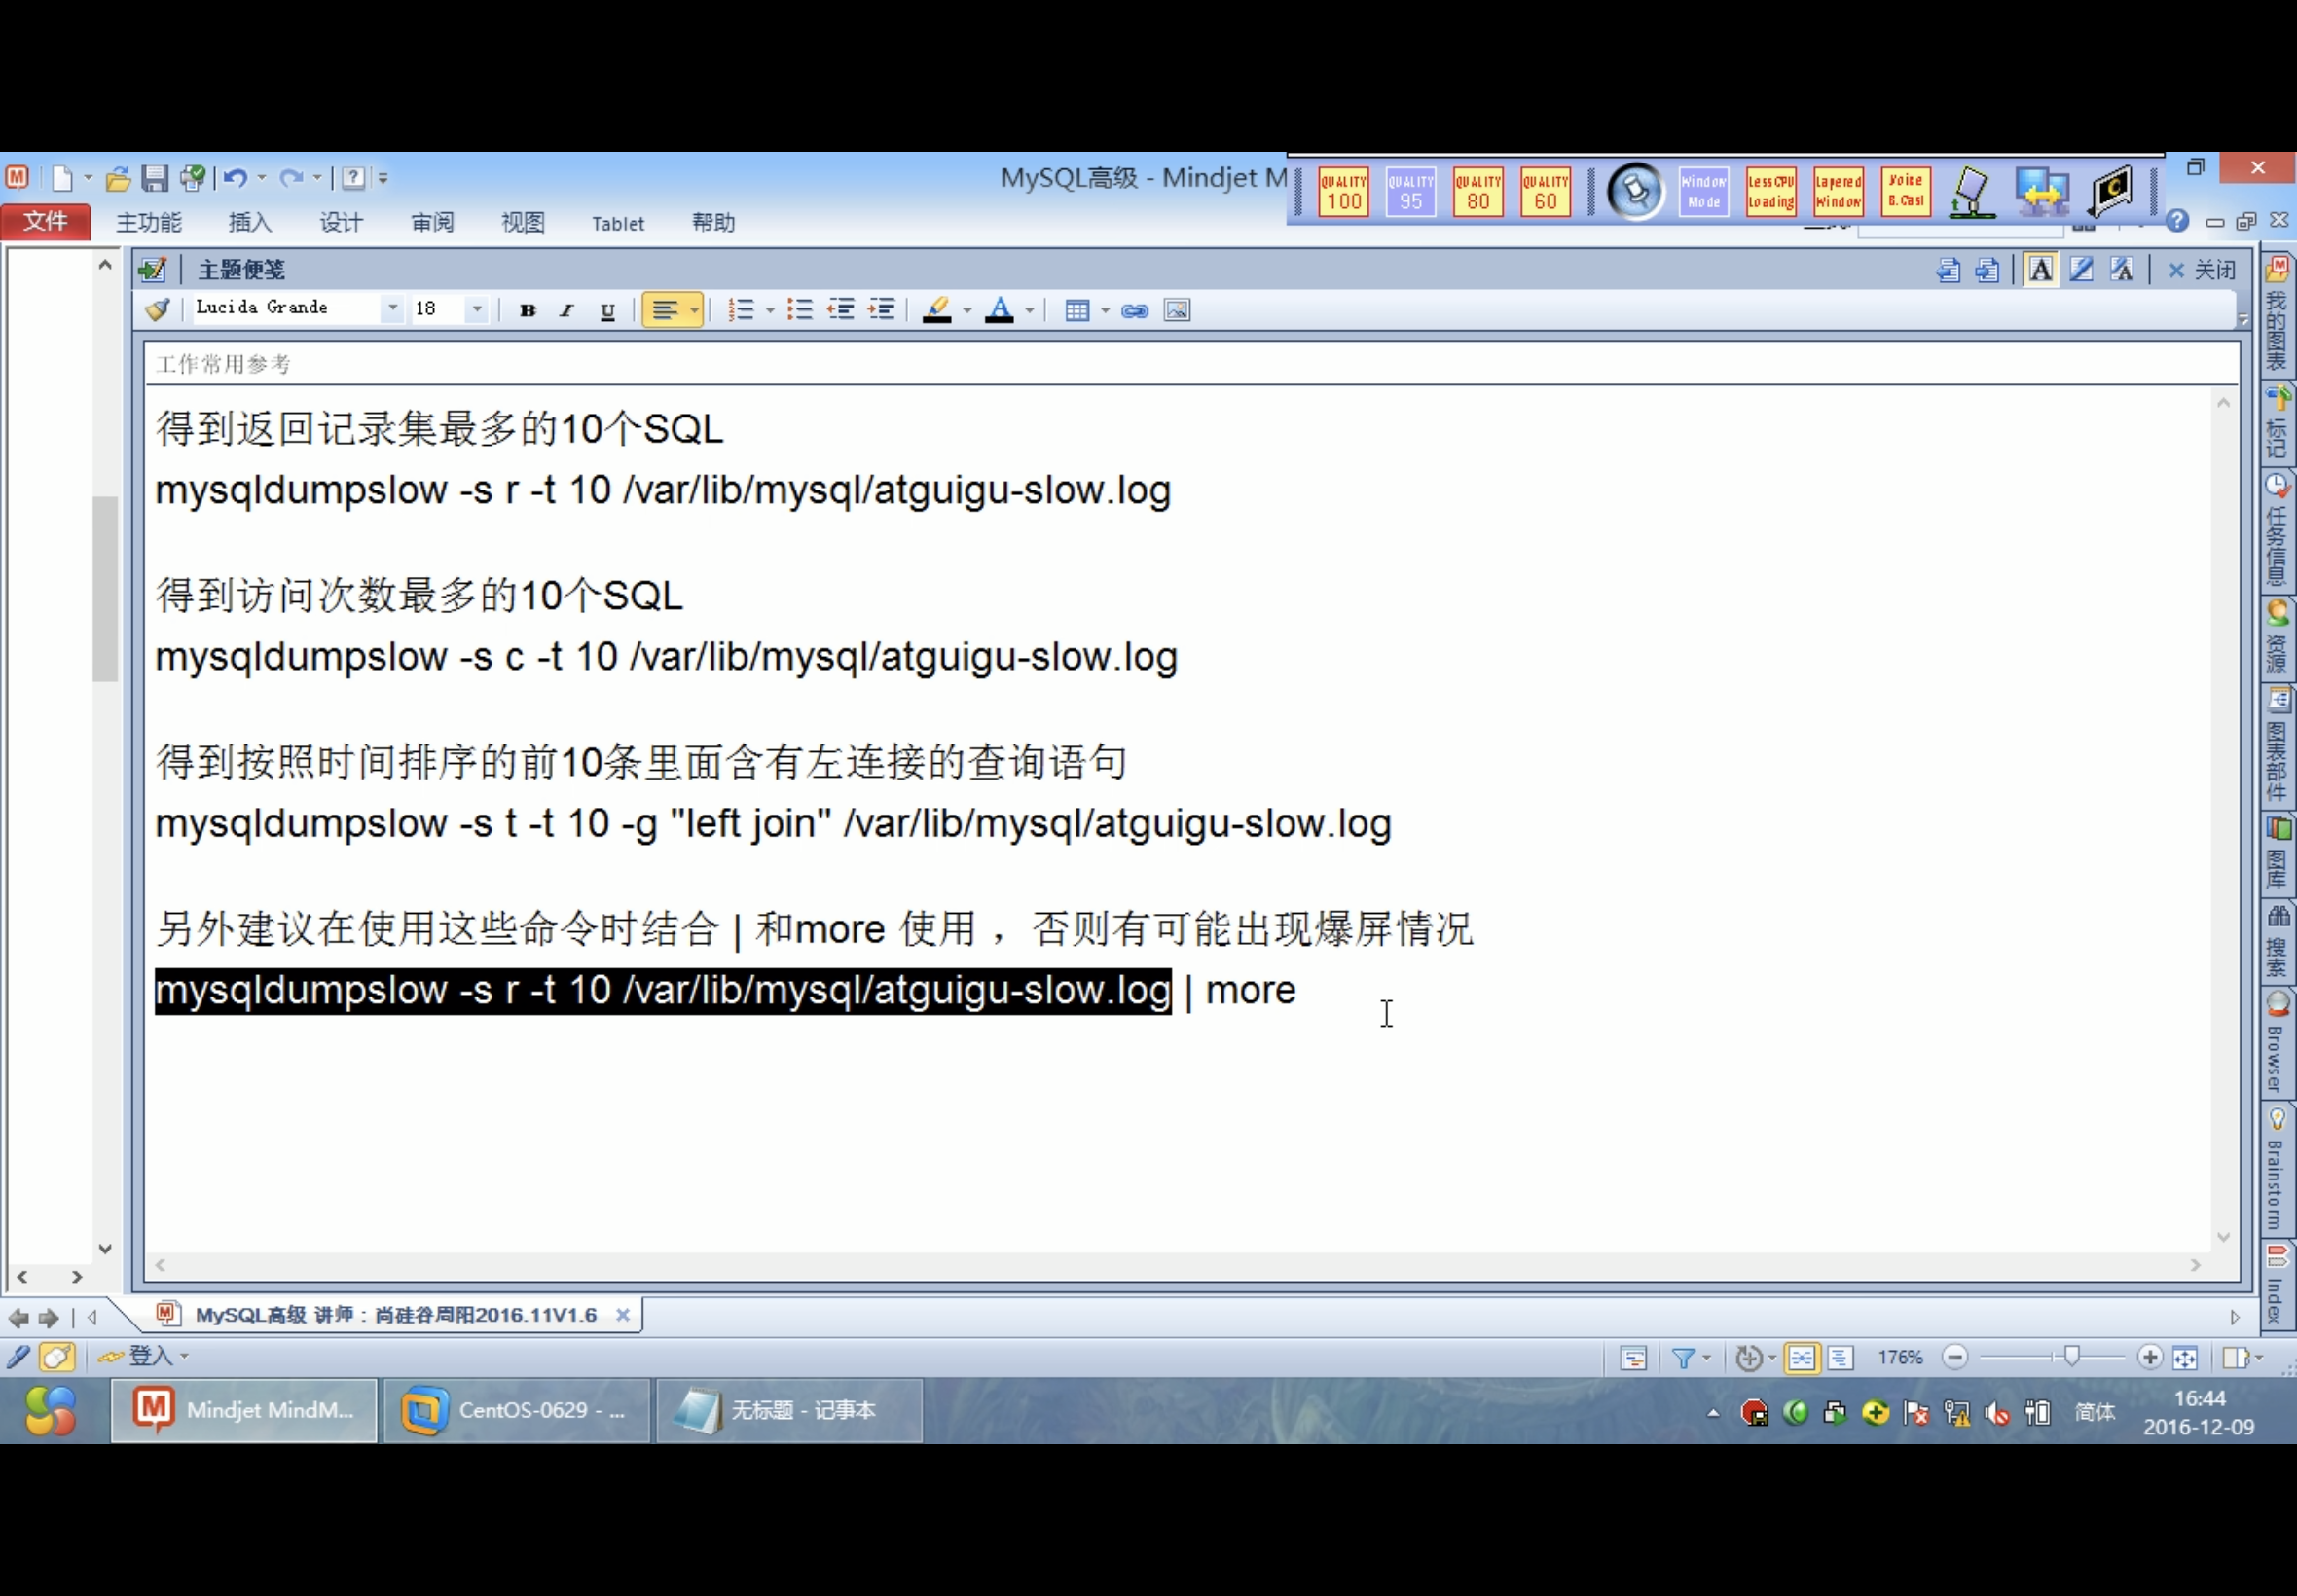 MySQL高级 - Mindjet M
QUALITY 100
QUALITY 95
QUALITY 80
QUALITY 60
Window Mode
Less CPU Loading
Layered Window
Voice B.Cast
文件 主功能 插入 设计 审阅 视图 Tablet 帮助
主题便笺
关闭
Lucida Grande 18 B I U
工作常用参考
得到返回记录集最多的10个SQL
mysqldumpslow -s r -t 10 /var/lib/mysql/atguigu-slow.log
得到访问次数最多的10个SQL
mysqldumpslow -s c -t 10 /var/lib/mysql/atguigu-slow.log
得到按照时间排序的前10条里面含有左连接的查询语句
mysqldumpslow -s t -t 10 -g "left join" /var/lib/mysql/atguigu-slow.log
另外建议在使用这些命令时结合 | 和more 使用 ，否则有可能出现爆屏情况
mysqldumpslow -s r -t 10 /var/lib/mysql/atguigu-slow.log | more
我的图表
标记
任务信息
资源
图表部件
图库
搜索
Browser
Brainstorm
Index
MySQL高级 讲师：尚硅谷周阳2016.11V1.6
登入
176%
Mindjet MindM...
CentOS-0629 - ...
无标题 - 记事本
简体
16:44
2016-12-09